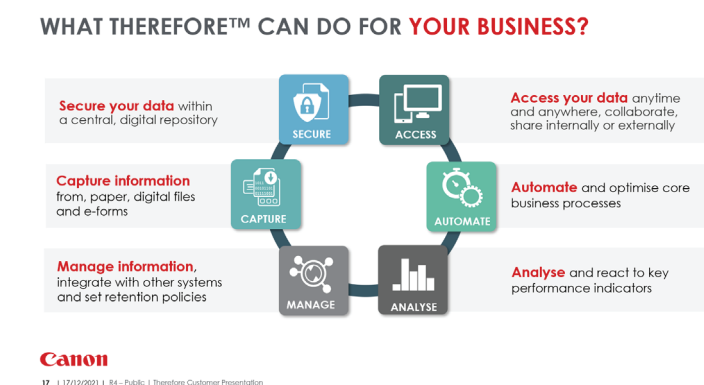 WHAT THEREFORE™ CAN DO FOR YOUR BUSINESS?
Secure your data within
a central, digital repository
SECURE
ACCESS
Access your data anytime
and anywhere, collaborate,
share internally or externally
Capture information
from, paper, digital files
and e-forms
CAPTURE
AUTOMATE
Automate and optimise core
business processes
Manage information,
integrate with other systems
and set retention policies
MANAGE
ANALYSE
Analyse and react to key
performance indicators
Canon
17 | 17/12/2021 | R4 – Public | Therefore Customer Presentation